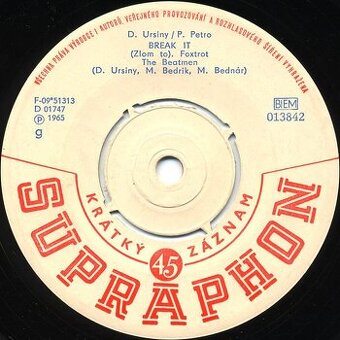 VŠECHNA PRÁVA VÝROBCE I AUTORŮ VEŘEJNÉHO PROVOZOVÁNÍ A ROZHLASOVÉHO ŠÍŘENÍ VYHRAZENA
D. Ursiny/P. Petro
BREAK IT
(Zlom to). Foxtrot
The Beatmen
(D. Ursiny, M. Bedrik, M. Bednár)
F-09*51313
D 01747
Ⓟ 1965
g
BIEM
013842
KRÁTKÝ 45 ZÁZNAM
SUPRAPHON